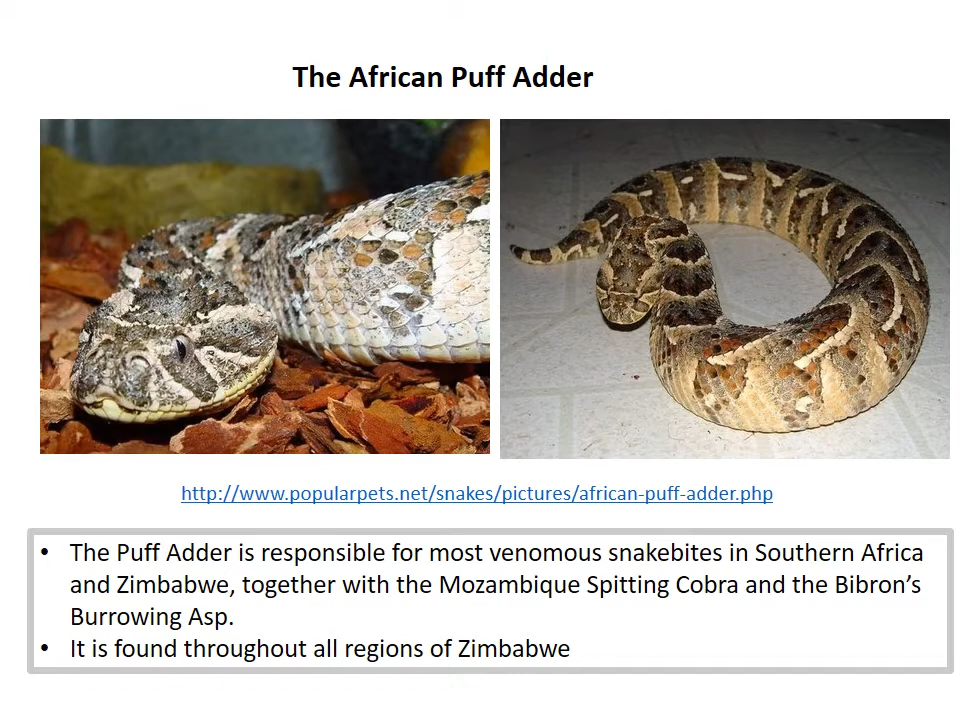 The African Puff Adder
http://www.popularpets.net/snakes/pictures/african-puff-adder.php
• The Puff Adder is responsible for most venomous snakebites in Southern Africa
and Zimbabwe, together with the Mozambique Spitting Cobra and the Bibron’s
Burrowing Asp.
• It is found throughout all regions of Zimbabwe